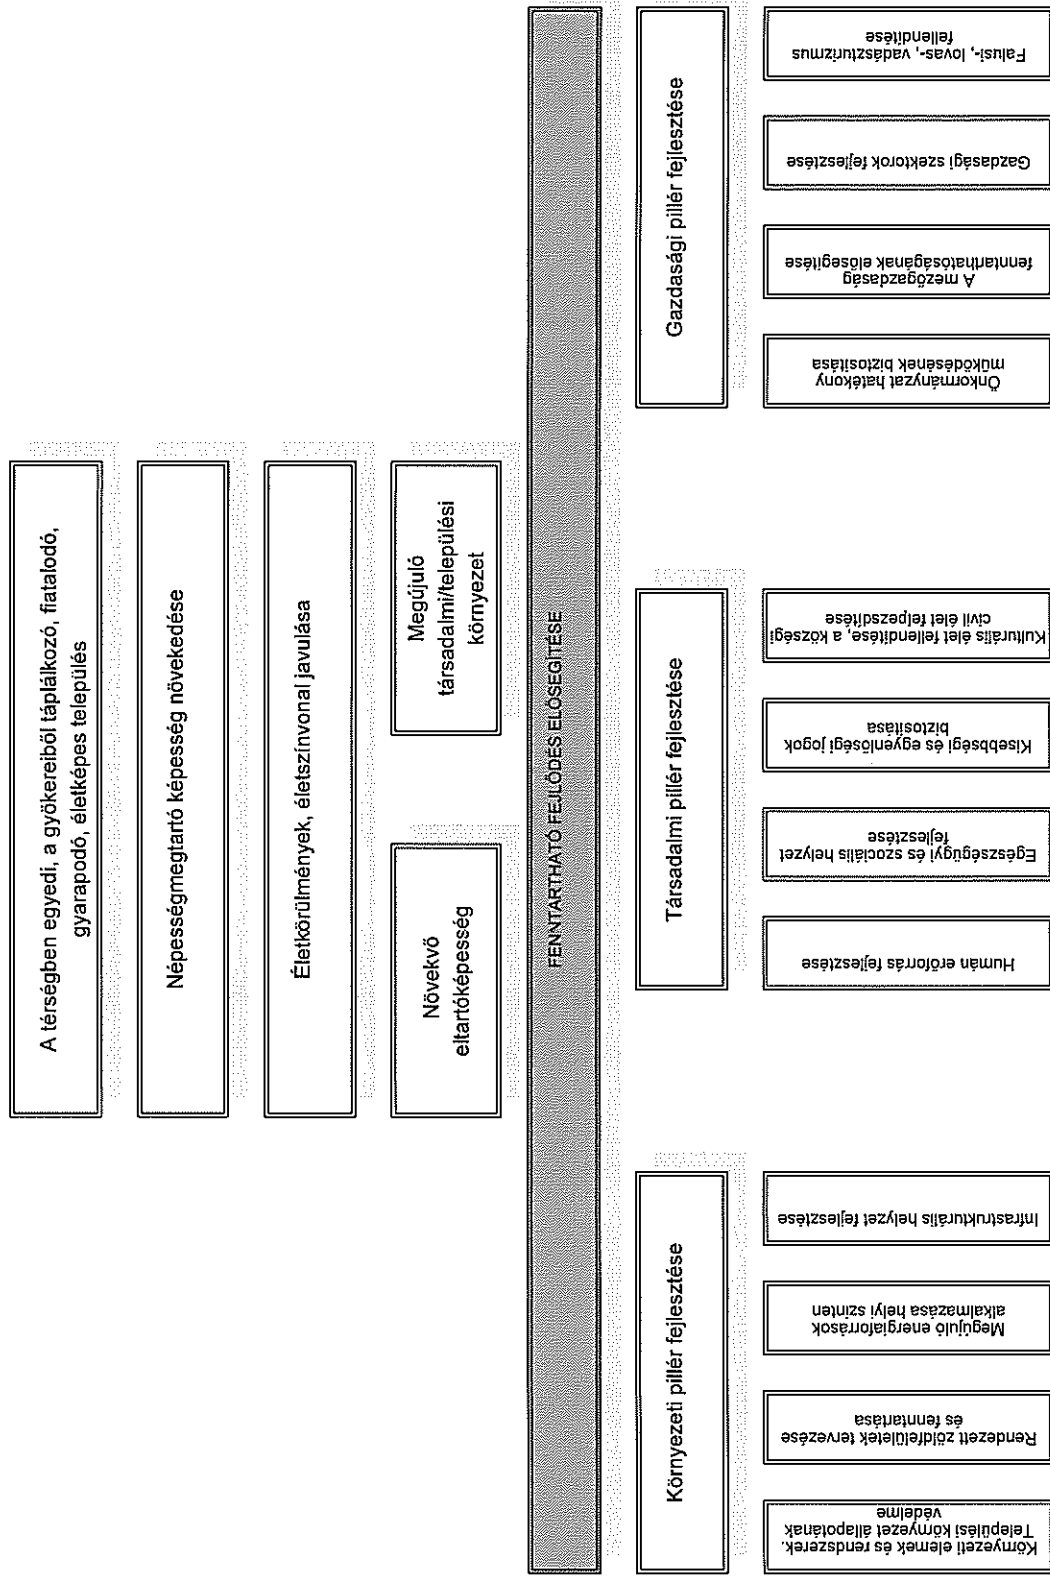 A térségben egyedi, a gyökereiből táplálkozó, fiatalodó,
gyarapodó, életképes település
Népességmegtartó képesség növekedése
Életkörülmények, életszínvonal javulása
Növekvő
eltartóképesség
Megújuló
társadalmi/települési
környezet
FENNTARTHATÓ FEJLŐDÉS ELŐSEGÍTÉSE
Környezeti pillér fejlesztése
Társadalmi pillér fejlesztése
Gazdasági pillér fejlesztése
Környezeti elemek és rendszerek.
Települési környezet állapotának
védelme
Rendezett zöldfelületek tervezése
és fenntartása
Megújuló energiaforrások
alkalmazása helyi szinten
Infrastrukturális helyzet fejlesztése
Humán erőforrás fejlesztése
Egészségügyi és szociális helyzet
fejlesztése
Kisebbségi és egyenlőségi jogok
biztosítása
Kulturális élet fellendítése, a községi
civil élet felpezsdítése
Önkormányzat hatékony
működésének biztosítása
A mezőgazdaság
fenntarthatóságának elősegítése
Gazdasági szektorok fejlesztése
Falusi-, lovas-, vadászturizmus
fellendítése